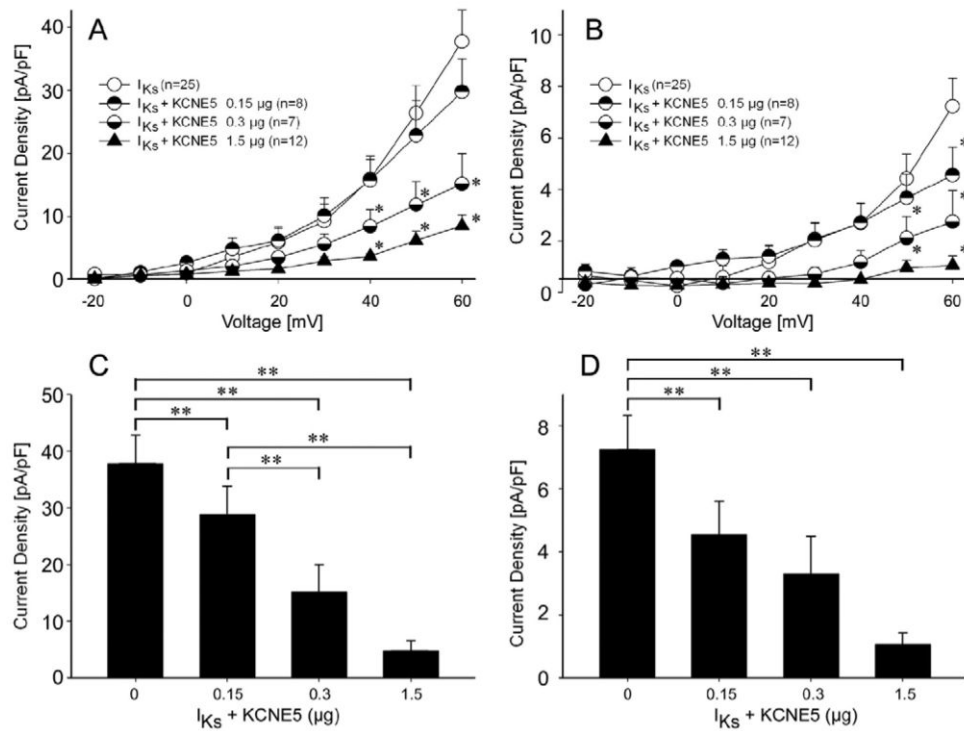 A
Current Density [pA/pF]
40
30
20
10
0
IKs (n=25)
IKs + KCNE5 0.15 µg (n=8)
IKs + KCNE5 0.3 µg (n=7)
IKs + KCNE5 1.5 µg (n=12)
* * *
* * *
-20 0 20 40 60
Voltage [mV]
B
Current Density [pA/pF]
10
8
6
4
2
0
IKs (n=25)
IKs + KCNE5 0.15 µg (n=8)
IKs + KCNE5 0.3 µg (n=7)
IKs + KCNE5 1.5 µg (n=12)
*
* *
* *
-20 0 20 40 60
Voltage [mV]
C
Current Density [pA/pF]
50
40
30
20
10
0
**
**
**
**
**
0 0.15 0.3 1.5
IKs + KCNE5 (µg)
D
Current Density [pA/pF]
8
6
4
2
0
**
**
**
0 0.15 0.3 1.5
IKs + KCNE5 (µg)